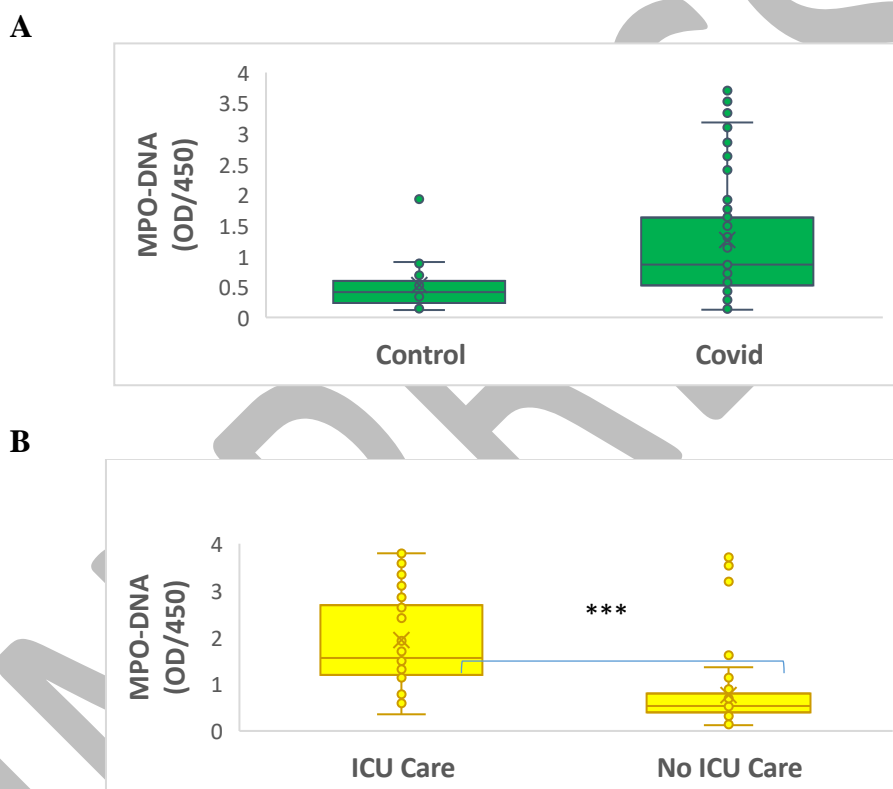 A
MPO-DNA
(OD/450)
4
3.5
3
2.5
2
1.5
1
0.5
0
Control Covid
B
MPO-DNA
(OD/450)
4
3
2
1
0
***
ICU Care No ICU Care